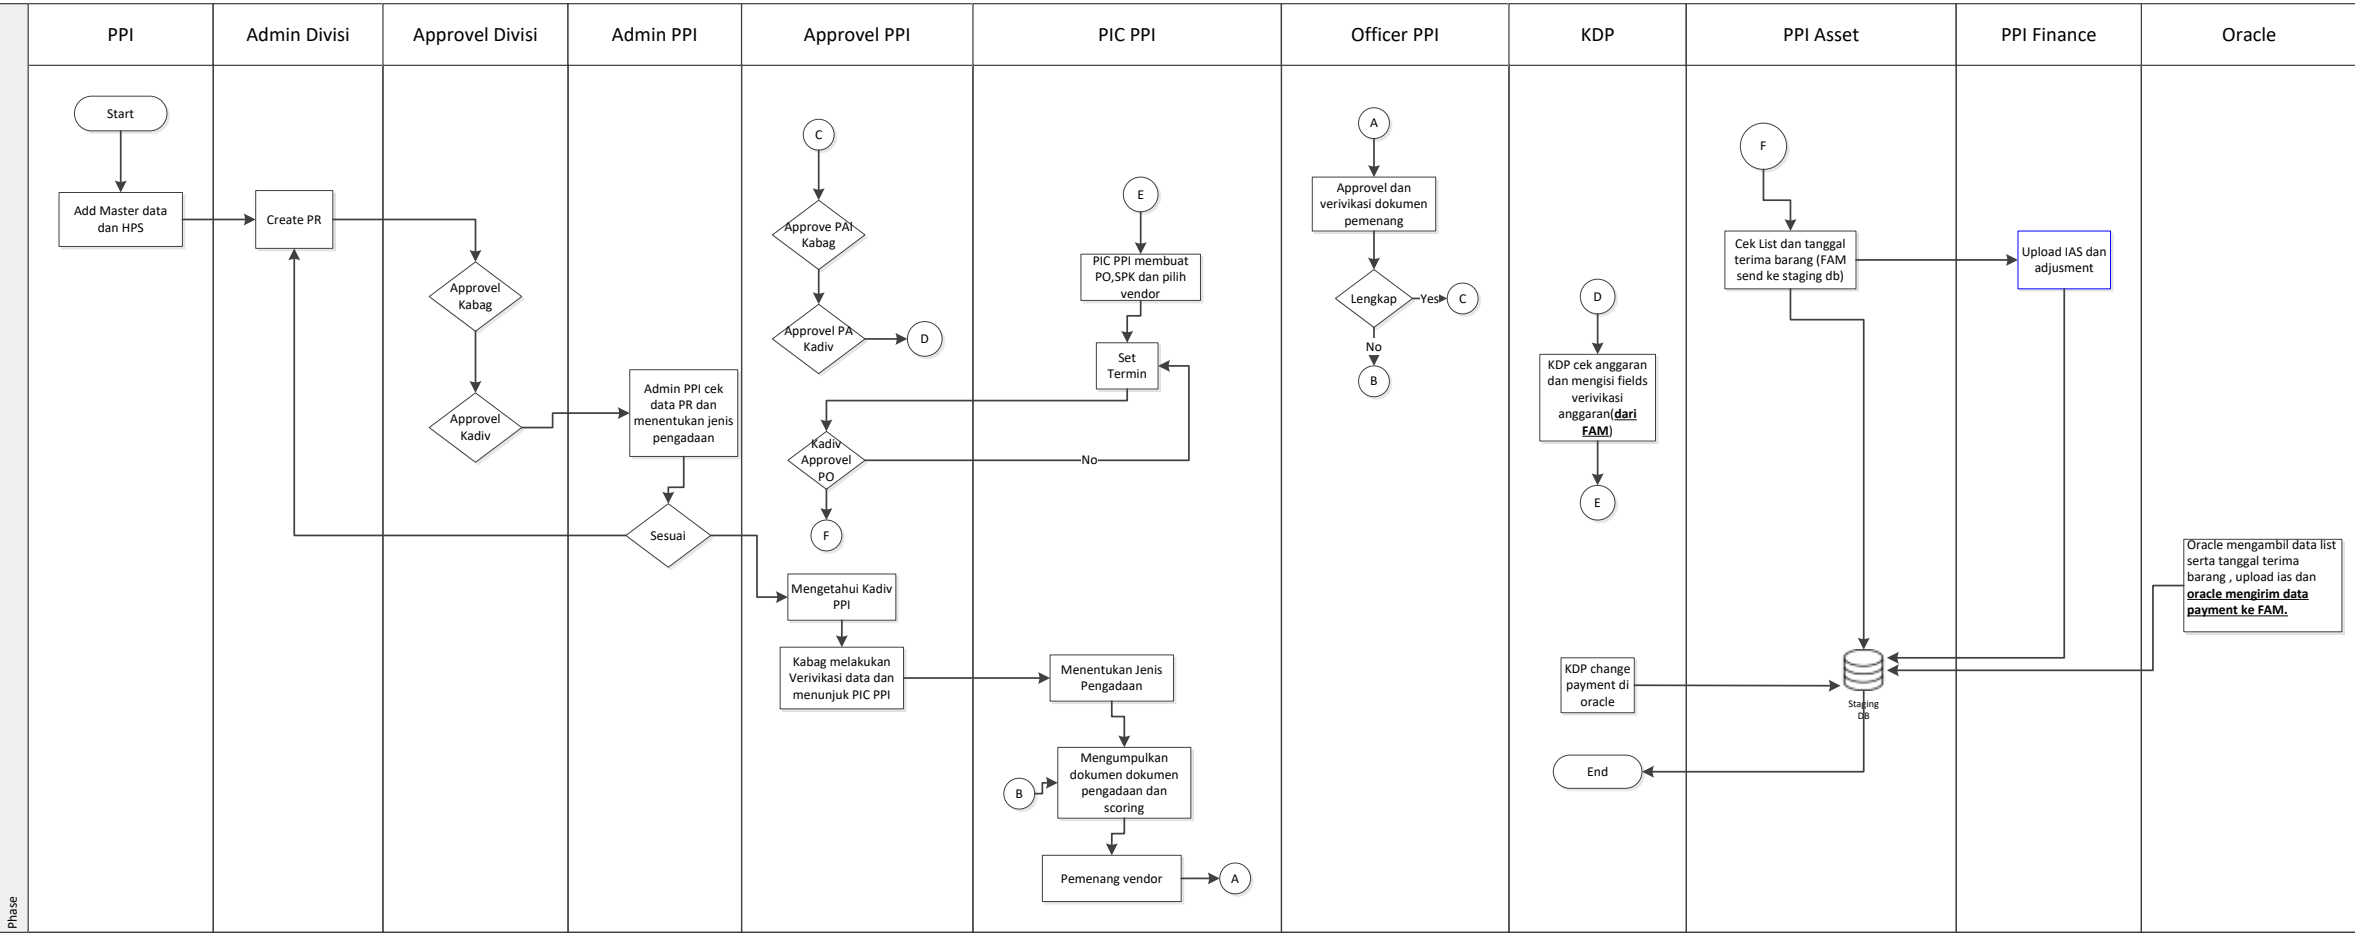 PPI
Admin Divisi
Approvel Divisi
Admin PPI
Approvel PPI
PIC PPI
Officer PPI
KDP
PPI Asset
PPI Finance
Oracle
Phase
Start
Add Master data
dan HPS
Create PR
Approvel
Kabag
Approvel
Kadiv
Admin PPI cek
data PR dan
menentukan jenis
pengadaan
Sesuai
C
Approve PAI
Kabag
Approvel PA
Kadiv
D
Kadiv
Approvel
PO
No
F
Mengetahui Kadiv
PPI
Kabag melakukan
Verivikasi data dan
menunjuk PIC PPI
E
PIC PPI membuat
PO,SPK dan pilih
vendor
Set
Termin
Menentukan Jenis
Pengadaan
B
Mengumpulkan
dokumen dokumen
pengadaan dan
scoring
Pemenang vendor
A
A
Approvel dan
verivikasi dokumen
pemenang
Lengkap
Yes
C
No
B
D
KDP cek anggaran
dan mengisi fields
verivikasi
anggaran(dari
FAM)
E
KDP change
payment di
oracle
End
F
Cek List dan tanggal
terima barang (FAM
send ke staging db)
Staging
DB
Upload IAS dan
adjusment
Oracle mengambil data list
serta tanggal terima
barang , upload ias dan
oracle mengirim data
payment ke FAM.